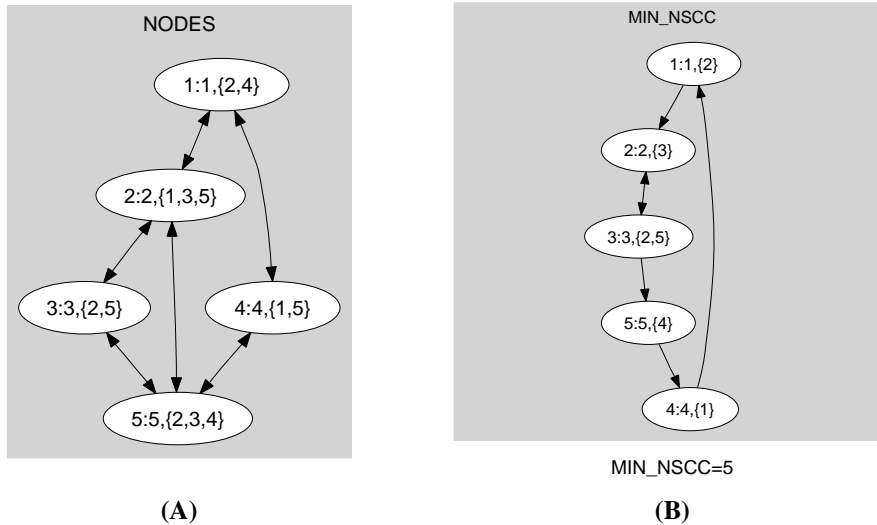 NODES
1:1,{2,4}
2:2,{1,3,5}
3:3,{2,5}
4:4,{1,5}
5:5,{2,3,4}
(A)
MIN_NSCC
1:1,{2}
2:2,{3}
3:3,{2,5}
5:5,{4}
4:4,{1}
MIN_NSCC=5
(B)